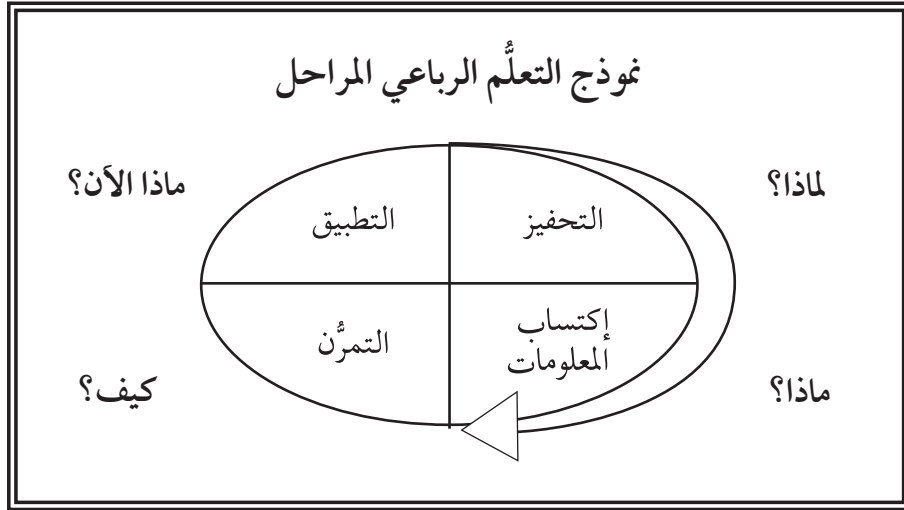 نموذج التعلُّم الرباعي المراحل
لماذا؟
ماذا الآن؟
التحفيز
التطبيق
إكتساب
المعلومات
التمرُّن
ماذا؟
كيف؟